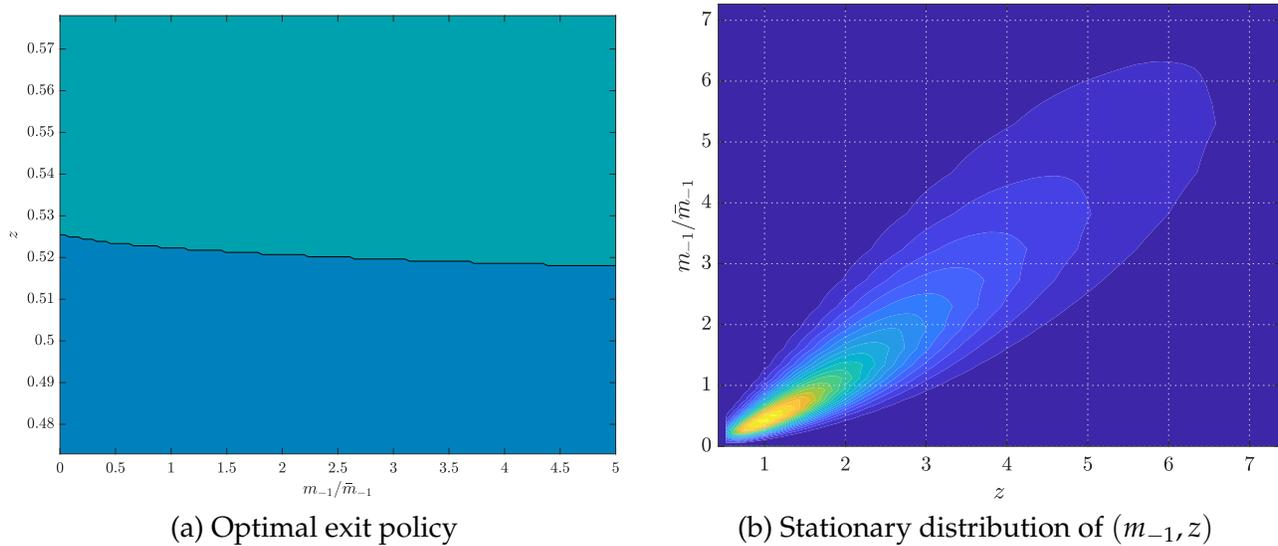 0.57
0.56
0.55
0.54
0.53
0.52
0.51
0.5
0.49
0.48
z
0 0.5 1 1.5 2 2.5 3 3.5 4 4.5 5
m₋₁/m̄₋₁
(a) Optimal exit policy
7
6
5
4
3
2
1
0
m₋₁/m̄₋₁
1 2 3 4 5 6 7
z
(b) Stationary distribution of (m₋₁, z)